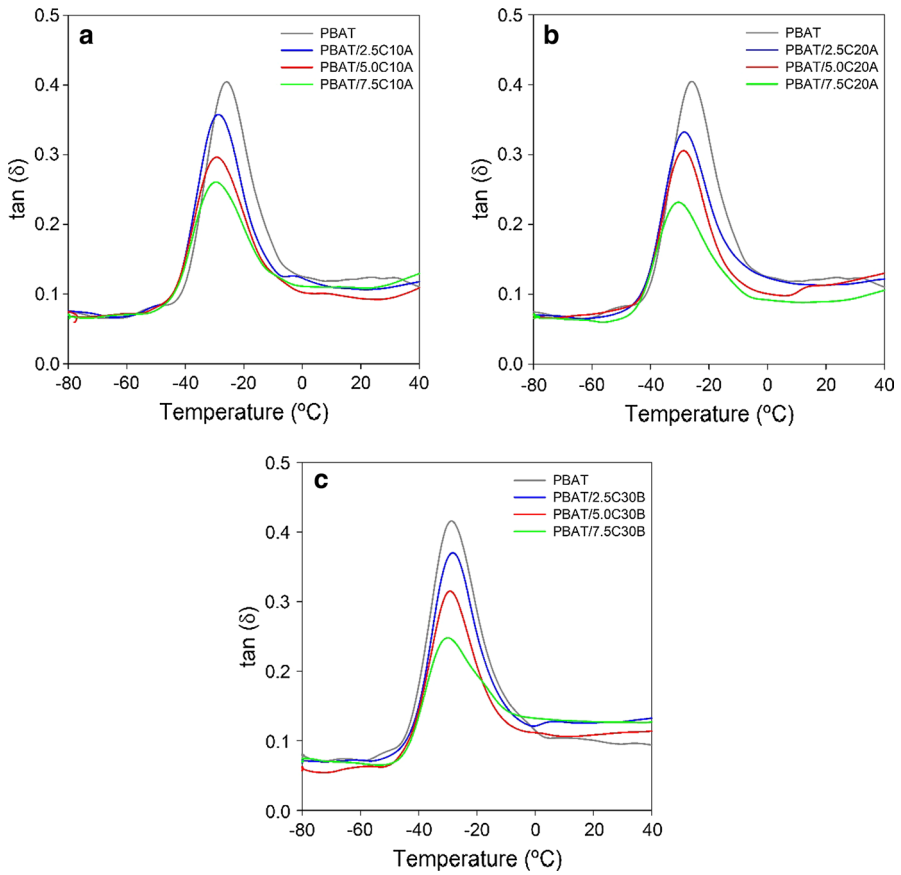 a
PBAT
PBAT/2.5C10A
PBAT/5.0C10A
PBAT/7.5C10A
tan (δ)
0.5
0.4
0.3
0.2
0.1
0.0
-80 -60 -40 -20 0 20 40
Temperature (ºC)
b
PBAT
PBAT/2.5C20A
PBAT/5.0C20A
PBAT/7.5C20A
tan (δ)
0.5
0.4
0.3
0.2
0.1
0.0
-80 -60 -40 -20 0 20 40
Temperature (ºC)
c
PBAT
PBAT/2.5C30B
PBAT/5.0C30B
PBAT/7.5C30B
tan (δ)
0.5
0.4
0.3
0.2
0.1
0.0
-80 -60 -40 -20 0 20 40
Temperature (ºC)